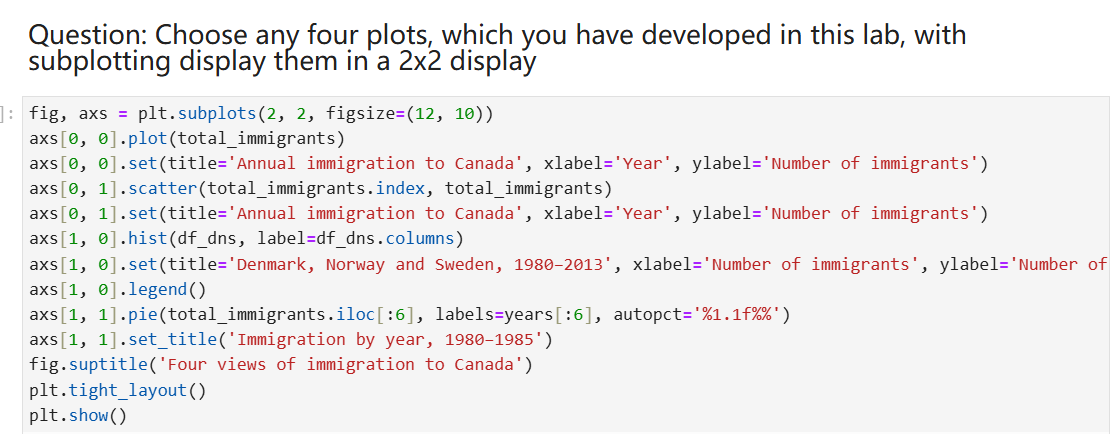 Question: Choose any four plots, which you have developed in this lab, with
subplotting display them in a 2x2 display
]: fig, axs = plt.subplots(2, 2, figsize=(12, 10))
axs[0, 0].plot(total_immigrants)
axs[0, 0].set(title='Annual immigration to Canada', xlabel='Year', ylabel='Number of immigrants')
axs[0, 1].scatter(total_immigrants.index, total_immigrants)
axs[0, 1].set(title='Annual immigration to Canada', xlabel='Year', ylabel='Number of immigrants')
axs[1, 0].hist(df_dns, label=df_dns.columns)
axs[1, 0].set(title='Denmark, Norway and Sweden, 1980–2013', xlabel='Number of immigrants', ylabel='Number of
axs[1, 0].legend()
axs[1, 1].pie(total_immigrants.iloc[:6], labels=years[:6], autopct='%1.1f%%')
axs[1, 1].set_title('Immigration by year, 1980–1985')
fig.suptitle('Four views of immigration to Canada')
plt.tight_layout()
plt.show()